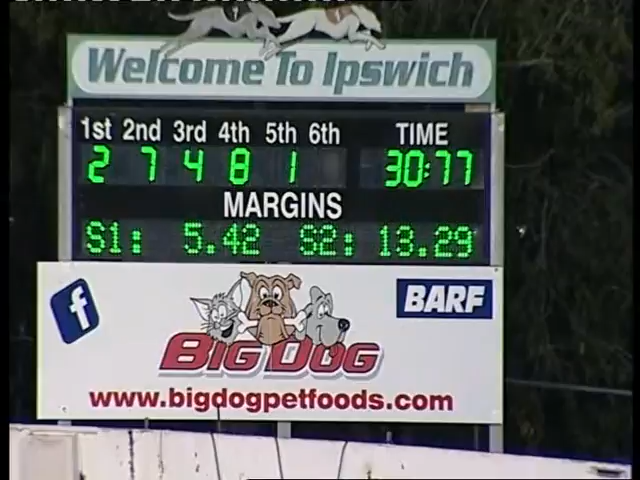 Welcome To Ipswich
1st 2nd 3rd 4th 5th 6th TIME
2 7 4 8 1 30:77
MARGINS
S1: 5.42 S2: 13.29
f
BARF
BIG DOG
www.bigdogpetfoods.com